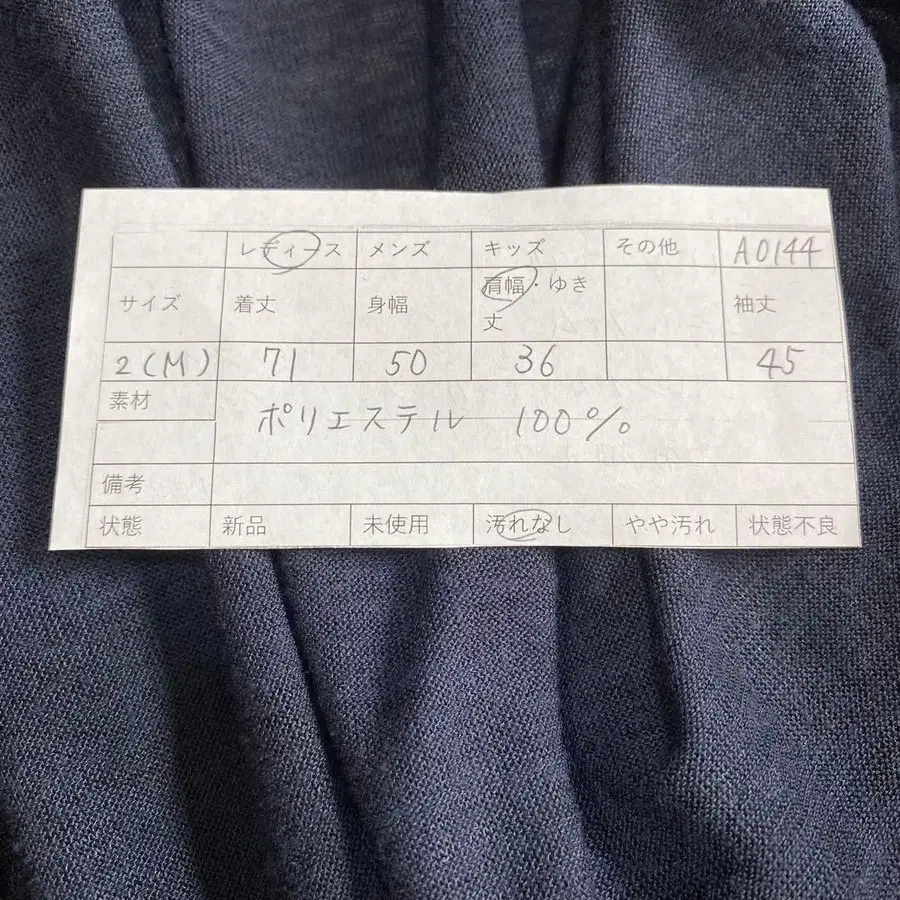 レディース メンズ キッズ その他 A0144
サイズ 着丈 身幅 肩幅・ゆき丈 袖丈
2(M) 71 50 36 45
素材 ポリエステル 100%
備考
状態 新品 未使用 汚れなし やや汚れ 状態不良